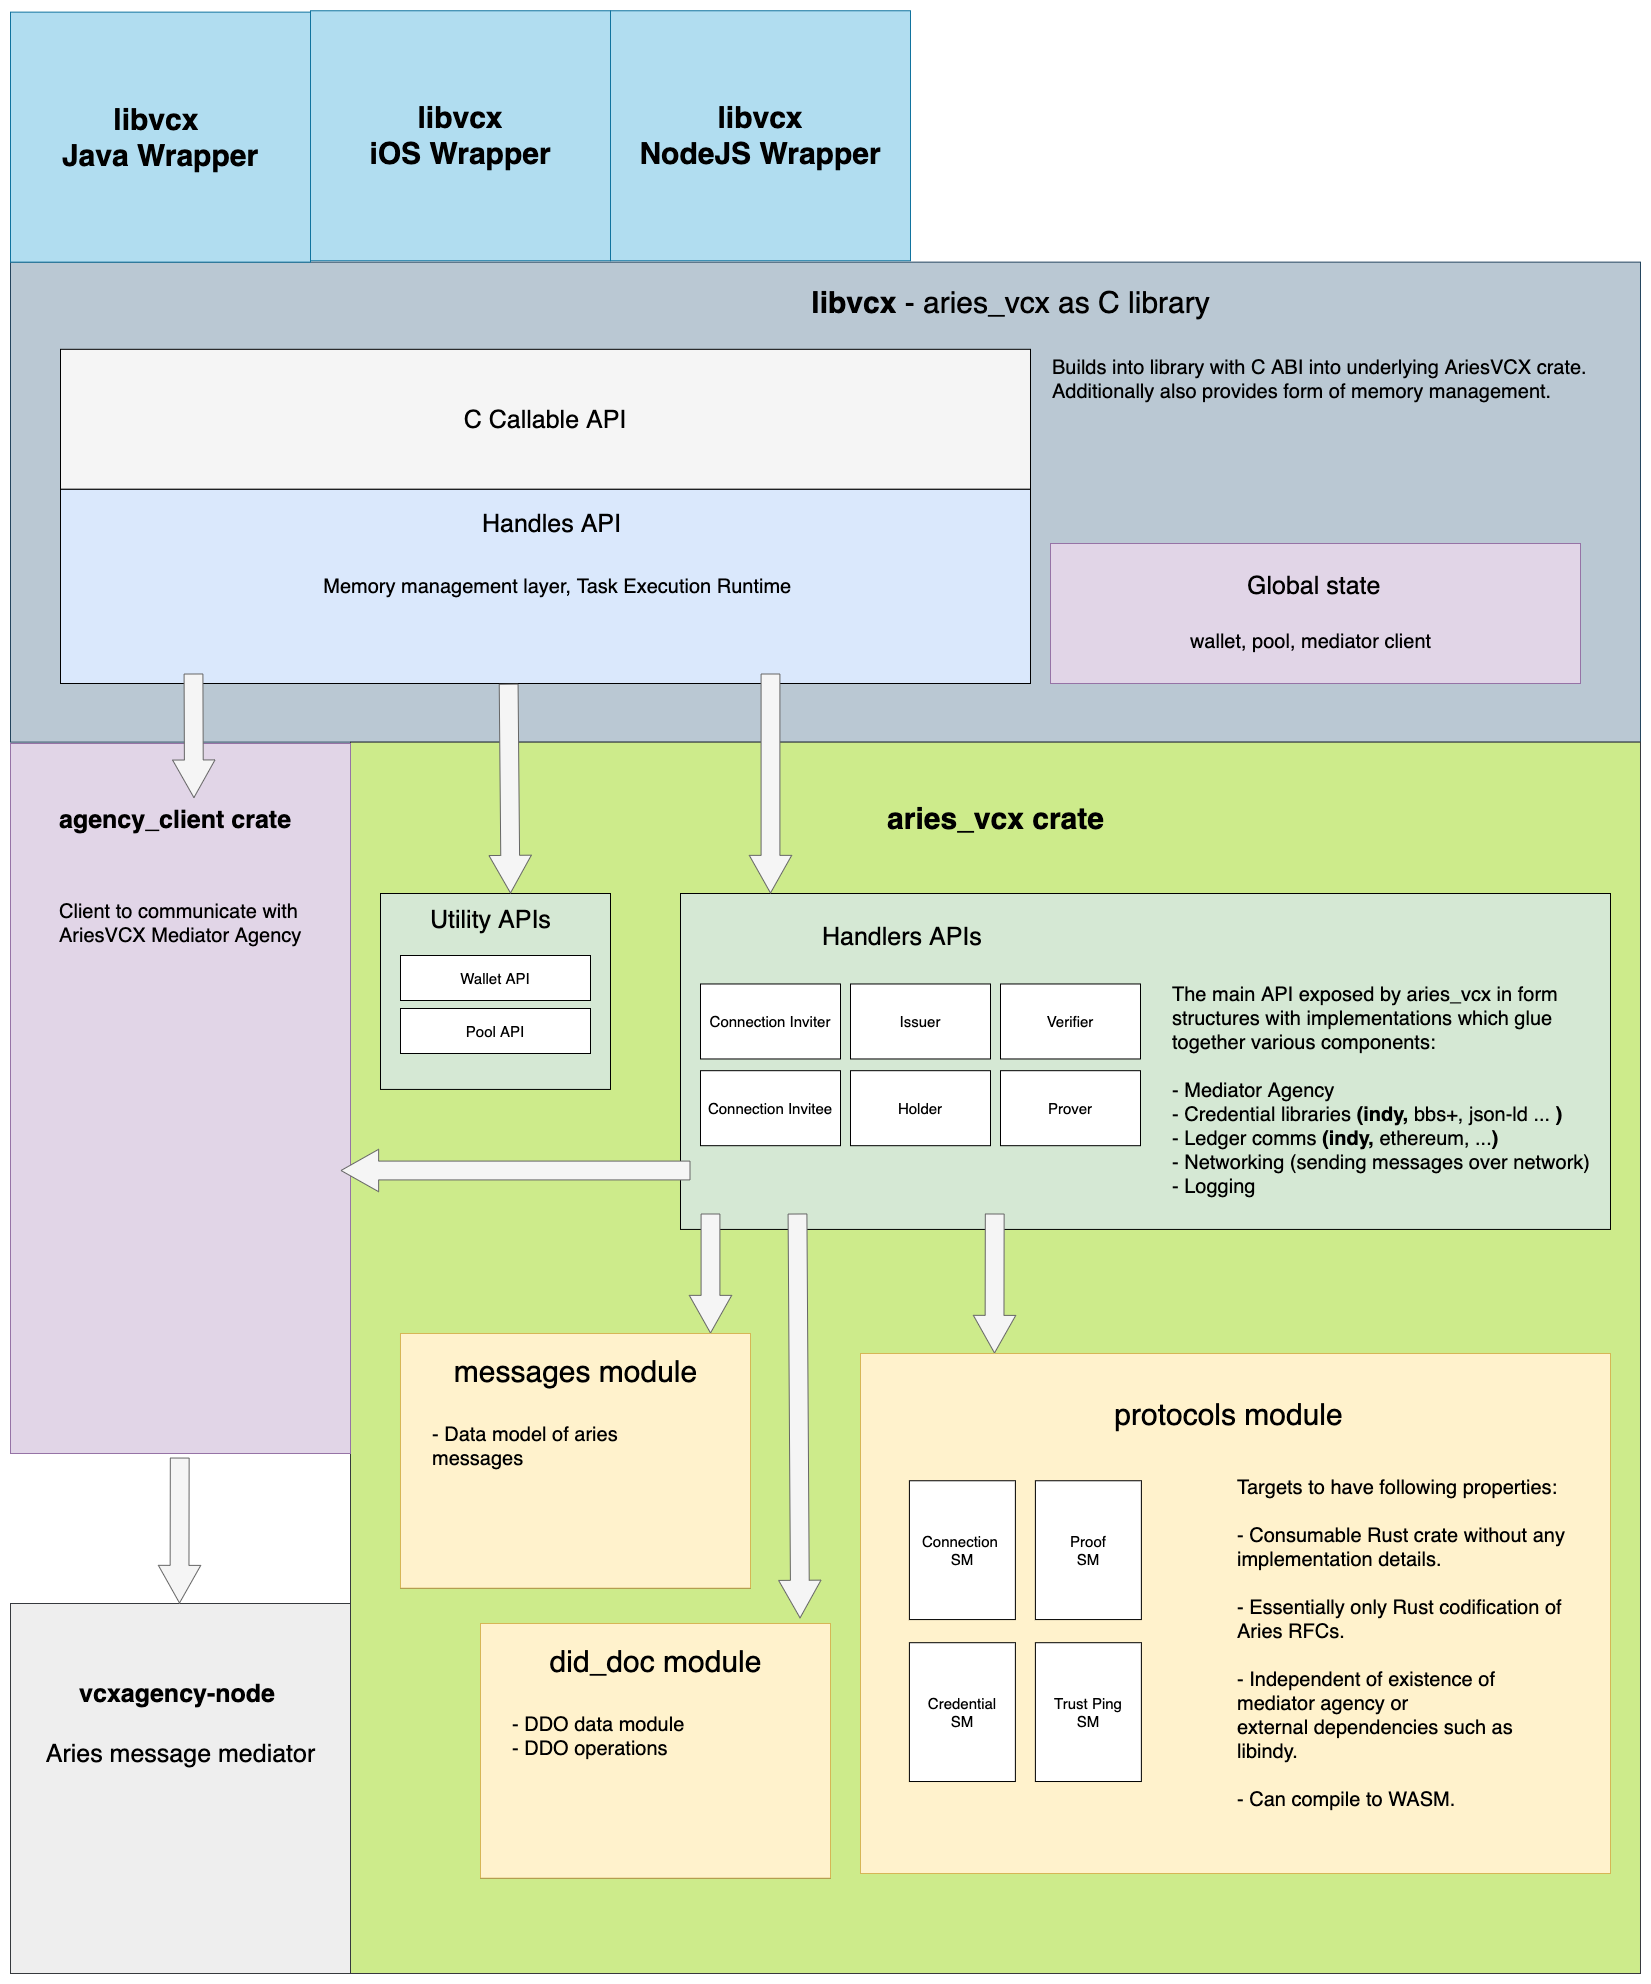 libvcx
Java Wrapper
libvcx
iOS Wrapper
libvcx
NodeJS Wrapper
libvcx - aries_vcx as C library
Builds into library with C ABI into underlying AriesVCX crate.
Additionally also provides form of memory management.
C Callable API
Handles API
Memory management layer, Task Execution Runtime
Global state
wallet, pool, mediator client
agency_client crate
Client to communicate with
AriesVCX Mediator Agency
aries_vcx crate
Utility APIs
Wallet API
Pool API
Handlers APIs
Connection Inviter
Issuer
Verifier
Connection Invitee
Holder
Prover
The main API exposed by aries_vcx in form
structures with implementations which glue
together various components:
- Mediator Agency
- Credential libraries (indy, bbs+, json-ld ... )
- Ledger comms (indy, ethereum, ...)
- Networking (sending messages over network)
- Logging
messages module
- Data model of aries
messages
did_doc module
- DDO data module
- DDO operations
protocols module
Connection
SM
Proof
SM
Credential
SM
Trust Ping
SM
Targets to have following properties:
- Consumable Rust crate without any
implementation details.
- Essentially only Rust codification of
Aries RFCs.
- Independent of existence of
mediator agency or
external dependencies such as
libindy.
- Can compile to WASM.
vcxagency-node
Aries message mediator